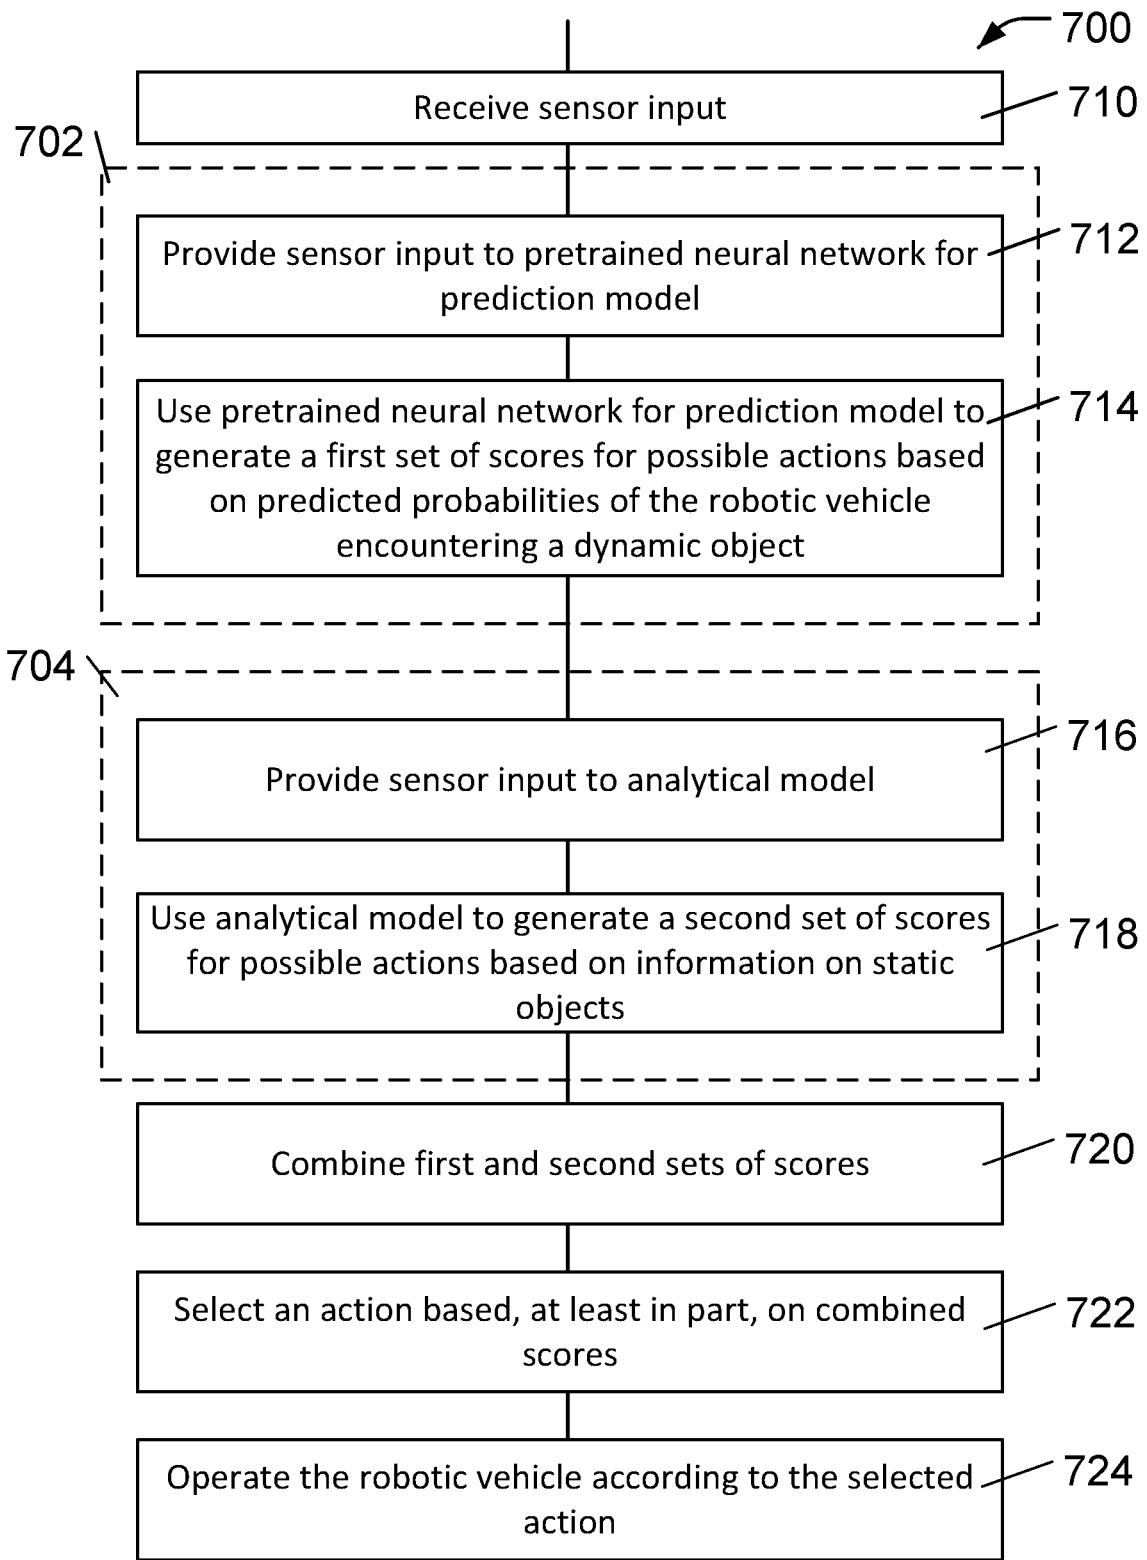 700
Receive sensor input
710
702
Provide sensor input to pretrained neural network for
prediction model
712
Use pretrained neural network for prediction model to
generate a first set of scores for possible actions based
on predicted probabilities of the robotic vehicle
encountering a dynamic object
714
704
Provide sensor input to analytical model
716
Use analytical model to generate a second set of scores
for possible actions based on information on static
objects
718
Combine first and second sets of scores
720
Select an action based, at least in part, on combined
scores
722
Operate the robotic vehicle according to the selected
action
724